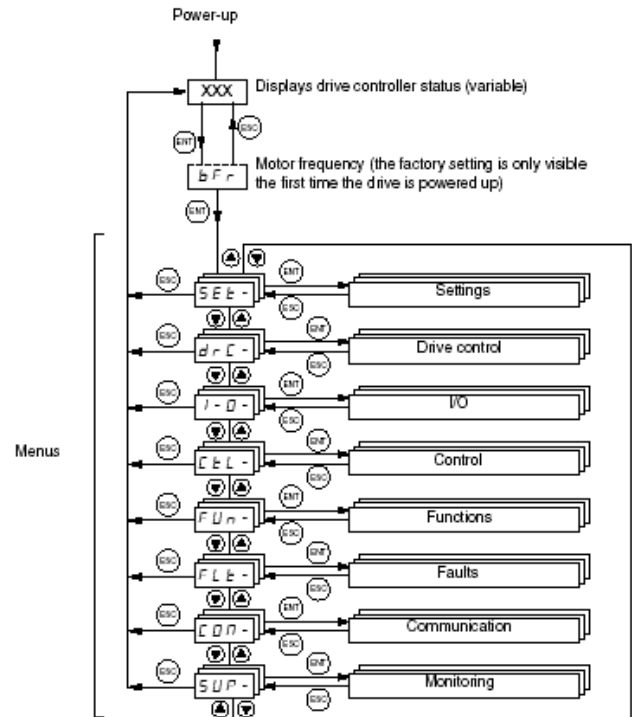 Power-up
XXX
Displays drive controller status (variable)
ENT
ESC
bFr
Motor frequency (the factory setting is only visible
the first time the drive is powered up)
ENT
Menus
ESC
SEt-
ENT
ESC
Settings
ESC
drC-
ENT
ESC
Drive control
ESC
I-O-
ENT
ESC
I/O
ESC
CtL-
ENT
ESC
Control
ESC
FUn-
ENT
ESC
Functions
ESC
FLt-
ENT
ESC
Faults
ESC
COM-
ENT
ESC
Communication
ESC
SUP-
ENT
ESC
Monitoring